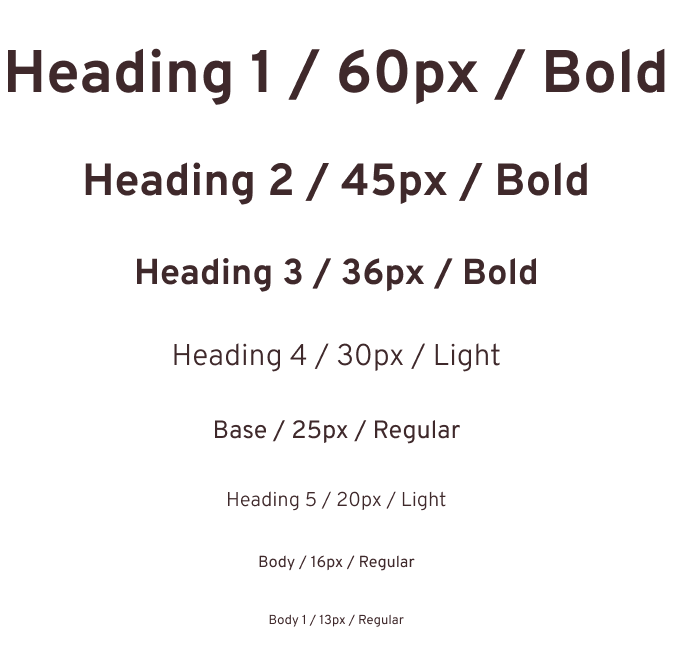 Heading 1 / 60px / Bold
Heading 2 / 45px / Bold
Heading 3 / 36px / Bold
Heading 4 / 30px / Light
Base / 25px / Regular
Heading 5 / 20px / Light
Body / 16px / Regular
Body 1 / 13px / Regular